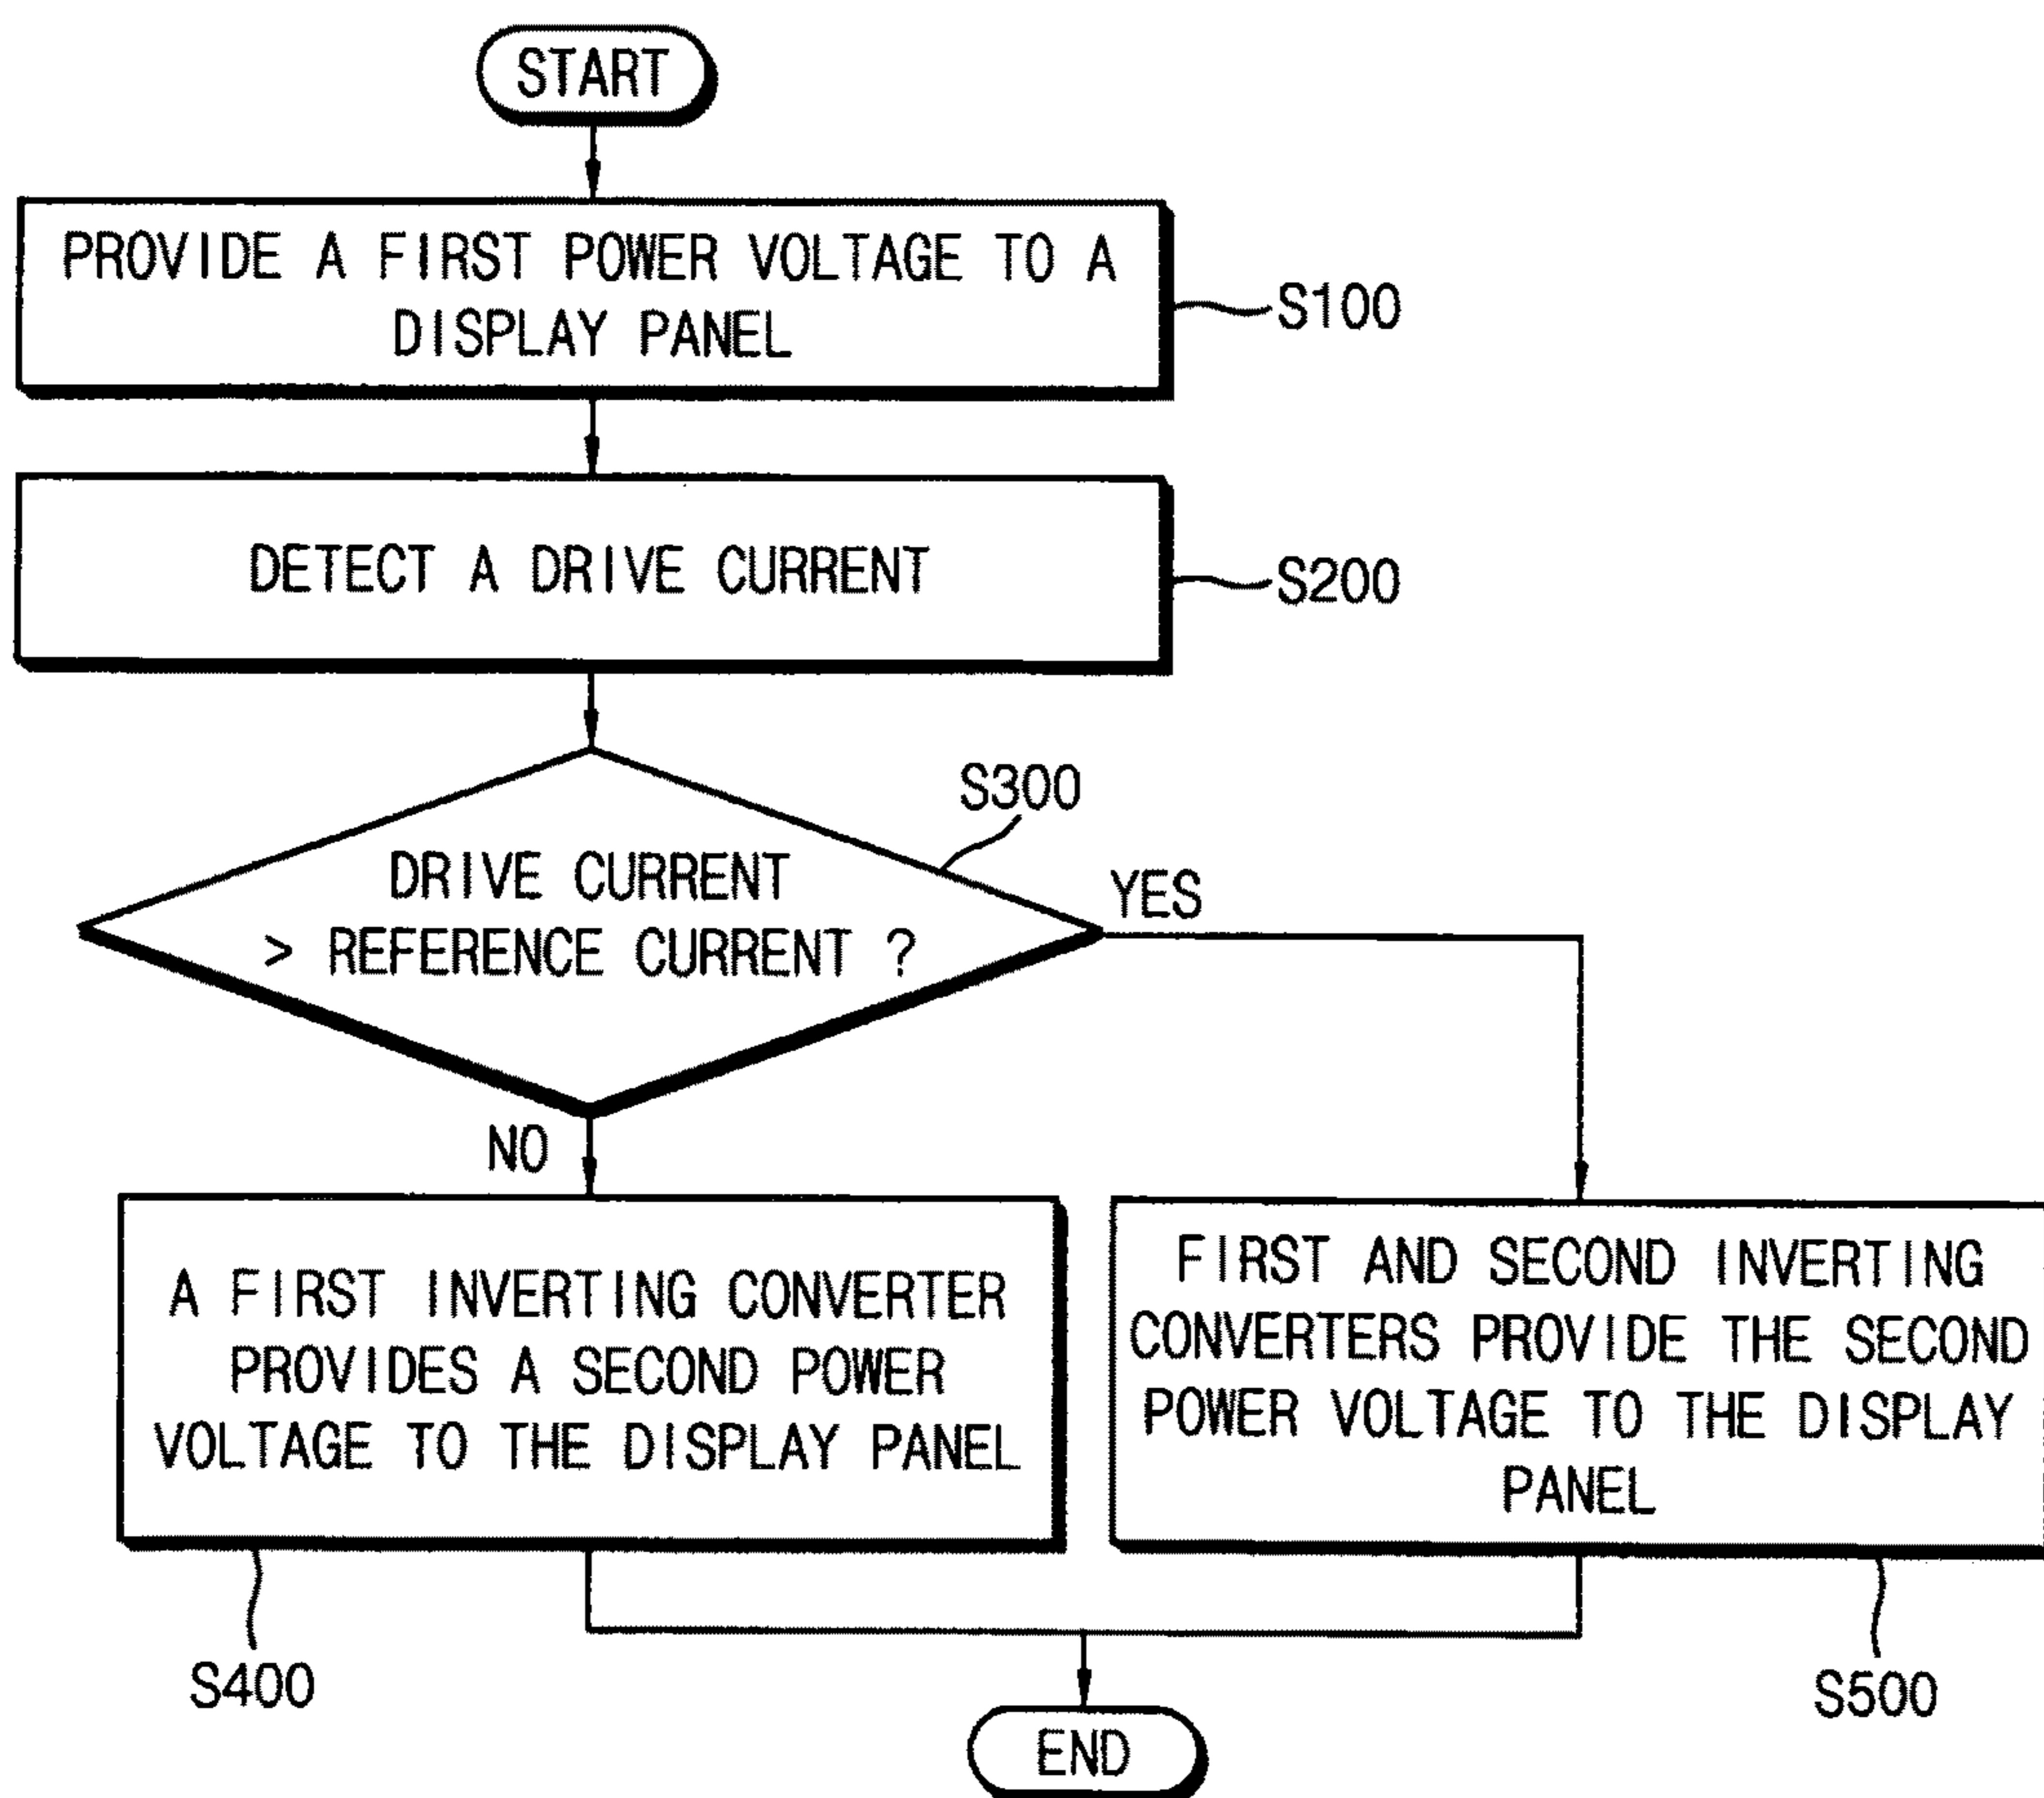 START
PROVIDE A FIRST POWER VOLTAGE TO A
DISPLAY PANEL
S100
DETECT A DRIVE CURRENT
S200
S300
DRIVE CURRENT
> REFERENCE CURRENT ?
YES
NO
A FIRST INVERTING CONVERTER
PROVIDES A SECOND POWER
VOLTAGE TO THE DISPLAY PANEL
FIRST AND SECOND INVERTING
CONVERTERS PROVIDE THE SECOND
POWER VOLTAGE TO THE DISPLAY
PANEL
S400
S500
END